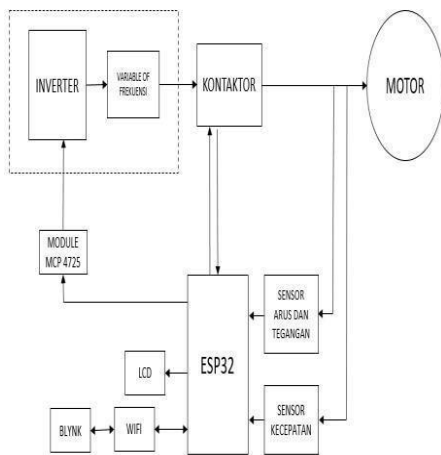 INVERTER
VARIABLE OF
FREKUENSI
KONTAKTOR
MOTOR
MODULE
MCP 4725
SENSOR
ARUS DAN
TEGANGAN
ESP32
LCD
BLYNK
WIFI
SENSOR
KECEPATAN